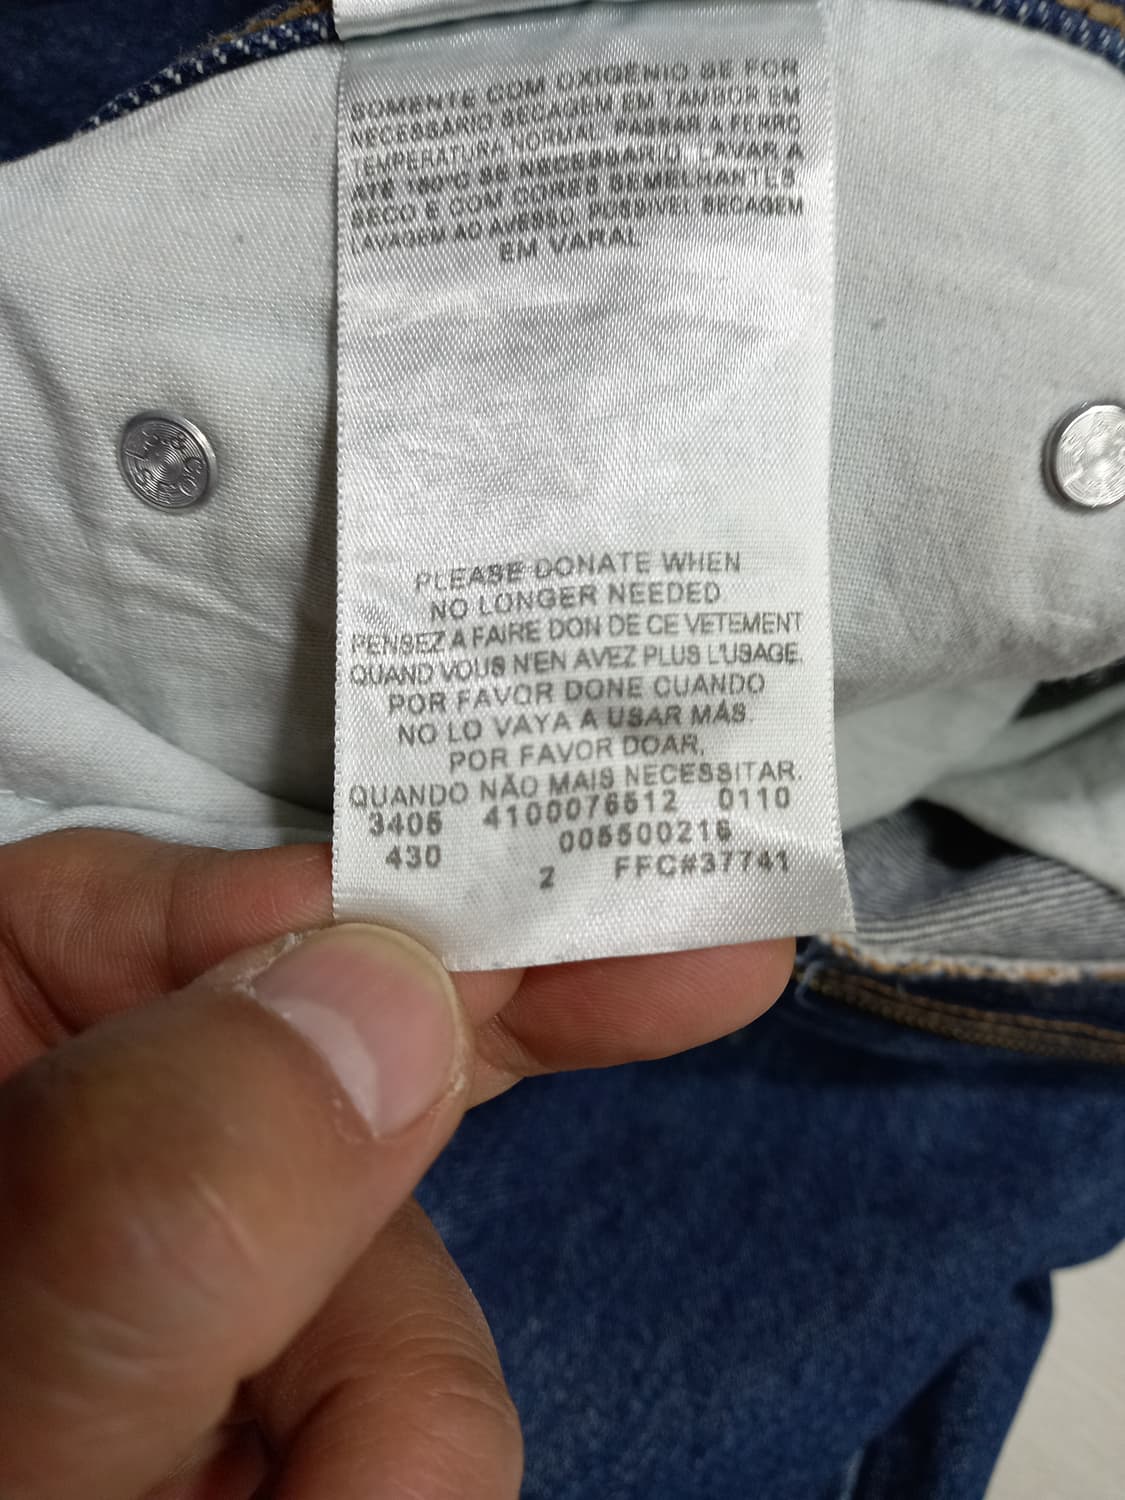 SOMENTE COM OXIGÊNIO SE FOR
NECESSÁRIO SECAGEM EM TAMBOR EM
TEMPERATURA NORMAL. PASSAR A FERRO
ATÉ 150°C SE NECESSÁRIO. LAVAR A
SECO E COM CORES SEMELHANTES.
LAVAGEM AO AVESSO. POSSÍVEL SECAGEM
EM VARAL
PLEASE DONATE WHEN
NO LONGER NEEDED
PENSEZ A FAIRE DON DE CE VETEMENT
QUAND VOUS N'EN AVEZ PLUS L'USAGE.
POR FAVOR DONE CUANDO
NO LO VAYA A USAR MÁS.
POR FAVOR DOAR,
QUANDO NÃO MAIS NECESSITAR.
3405 4100076512 0110
005500216
430
2 FFC#37741